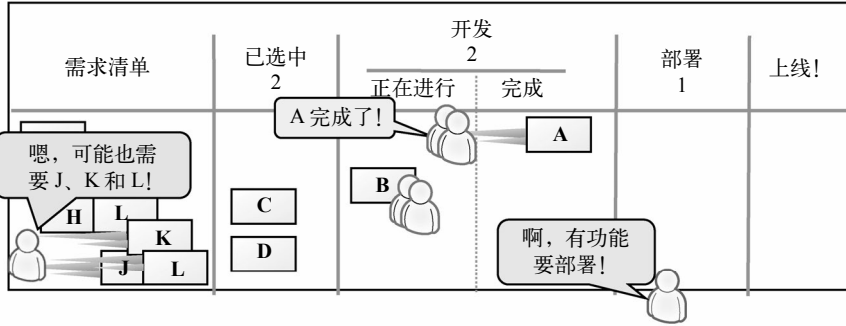 需求清单
已选中
2
开发
2
正在进行
完成
部署
1
上线!
A 完成了!
A
嗯,可能也需
要 J、K 和 L!
B
H
L
C
K
D
J
L
啊,有功能
要部署!